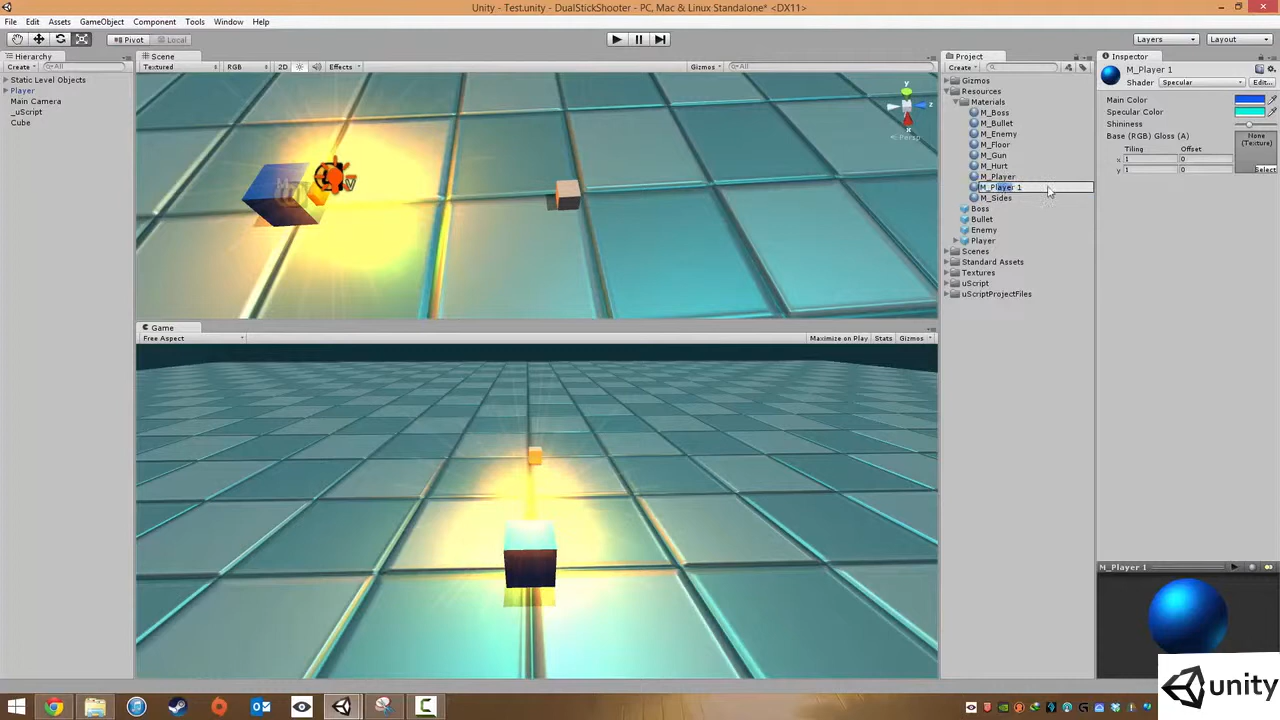 Unity - Test.unity - DualStickShooter - PC, Mac & Linux Standalone* <DX11>
File Edit Assets GameObject Component Tools Window Help
Pivot Local Layers Layout
Hierarchy
Create All
Static Level Objects
Player
Main Camera
_uScript
Cube
Scene
Textured RGB 2D Effects Gizmos All
y
z
x
Persp
Game
Free Aspect Maximize on Play Stats Gizmos
Project
Create
Gizmos
Resources
Materials
M_Boss
M_Bullet
M_Enemy
M_Floor
M_Gun
M_Hurt
M_Player
M_Player 1
M_Sides
Boss
Bullet
Enemy
Player
Scenes
Standard Assets
Textures
uScript
uScriptProjectFiles
Inspector
M_Player 1
Shader Specular Edit...
Main Color
Specular Color
Shininess
Base (RGB) Gloss (A)
None
(Texture)
Tiling Offset
x 1 0
y 1 0
Select
M_Player 1
unity